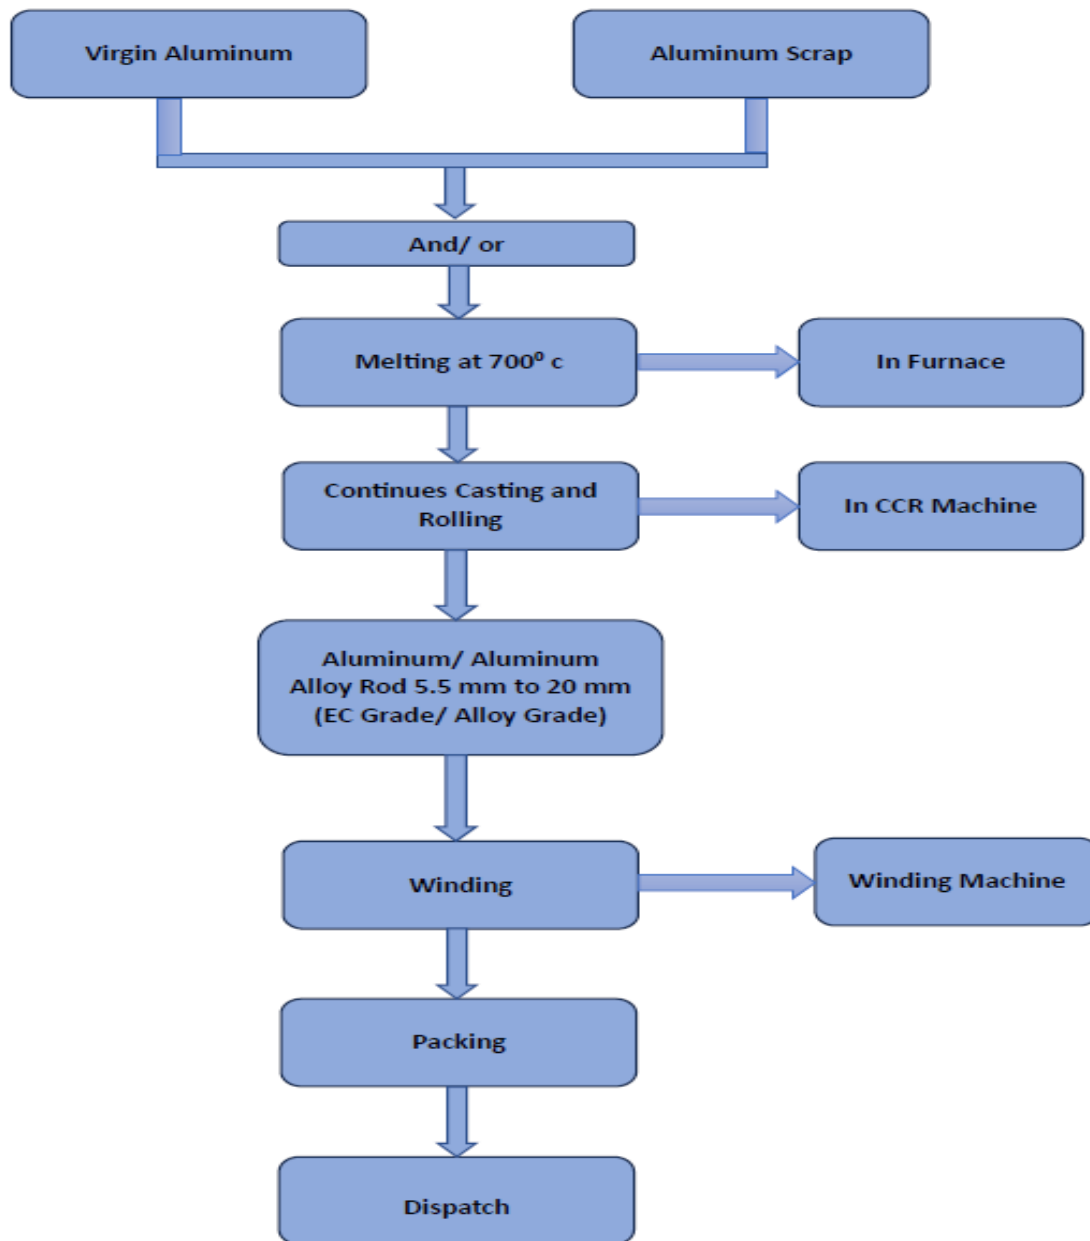 Virgin Aluminum
Aluminum Scrap
And/ or
Melting at 700⁰ c
In Furnace
Continues Casting and
Rolling
In CCR Machine
Aluminum/ Aluminum
Alloy Rod 5.5 mm to 20 mm
(EC Grade/ Alloy Grade)
Winding
Winding Machine
Packing
Dispatch